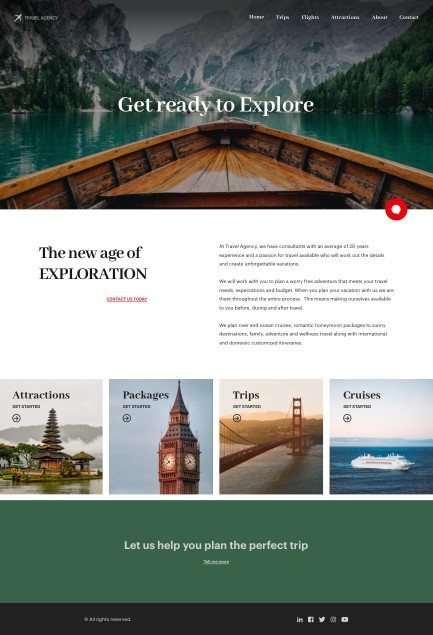 TRAVEL AGENCY
Home Trips Flights Attractions About Contact
Get ready to Explore
The new age of
EXPLORATION
CONTACT US TODAY
At Travel Agency, we have consultants with an average of 20 years
experience and a passion for travel available who will work out the details
and create unforgettable vacations.
We will work with you to plan a worry free adventure that meets your travel
needs, expectations and budget. When you plan your vacation with us we are
there throughout the entire process. This means making ourselves available
to you before, during and after travel.
We plan river and ocean cruises, romantic honeymoon packages to sunny
destinations, family, adventure and wellness travel along with international
and domestic customized itineraries.
Attractions
GET STARTED
Packages
GET STARTED
Trips
GET STARTED
Cruises
GET STARTED
Let us help you plan the perfect trip
Tell me more
© All rights reserved.